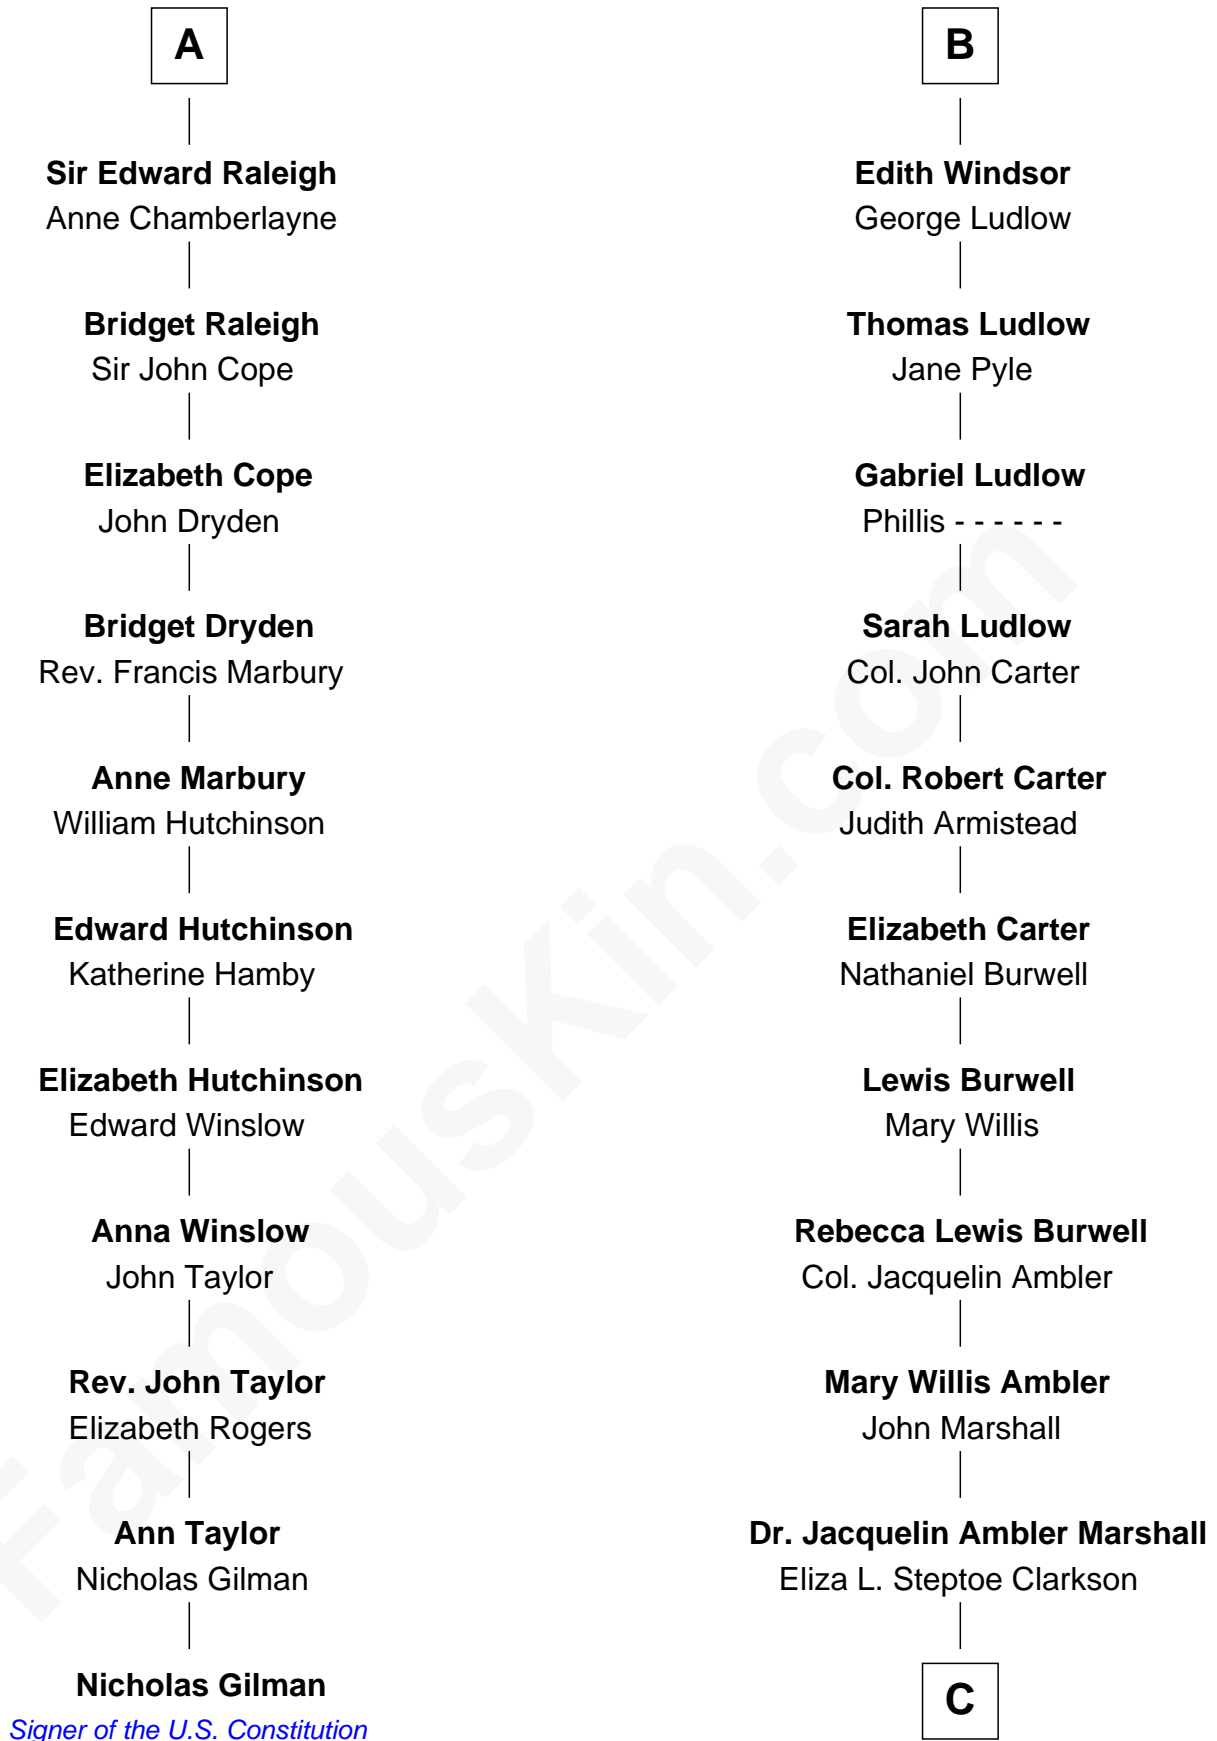 A
Sir Edward Raleigh
Anne Chamberlayne
Bridget Raleigh
Sir John Cope
Elizabeth Cope
John Dryden
Bridget Dryden
Rev. Francis Marbury
Anne Marbury
William Hutchinson
Edward Hutchinson
Katherine Hamby
Elizabeth Hutchinson
Edward Winslow
Anna Winslow
John Taylor
Rev. John Taylor
Elizabeth Rogers
Ann Taylor
Nicholas Gilman
Nicholas Gilman
Signer of the U.S. Constitution
B
Edith Windsor
George Ludlow
Thomas Ludlow
Jane Pyle
Gabriel Ludlow
Phillis - - - - - -
Sarah Ludlow
Col. John Carter
Col. Robert Carter
Judith Armistead
Elizabeth Carter
Nathaniel Burwell
Lewis Burwell
Mary Willis
Rebecca Lewis Burwell
Col. Jacquelin Ambler
Mary Willis Ambler
John Marshall
Dr. Jacquelin Ambler Marshall
Eliza L. Steptoe Clarkson
C
FamousKin.com